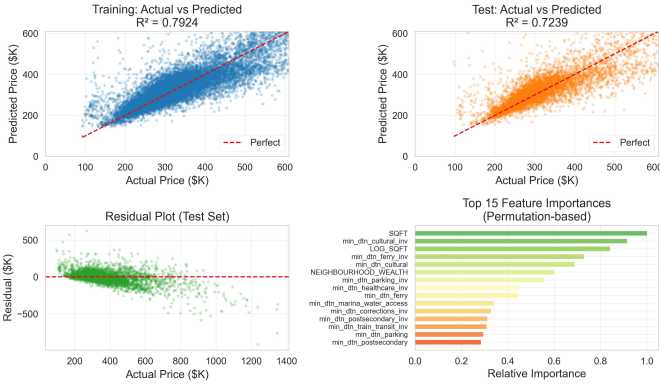 Training: Actual vs Predicted
R² = 0.7924
Predicted Price ($K)
600
400
200
0
0 100 200 300 400 500 600
Actual Price ($K)
Perfect
Test: Actual vs Predicted
R² = 0.7239
Predicted Price ($K)
600
400
200
0
0 100 200 300 400 500 600
Actual Price ($K)
Perfect
Residual Plot (Test Set)
Residual ($K)
500
0
−500
200 400 600 800 1000 1200 1400
Actual Price ($K)
Top 15 Feature Importances
(Permutation-based)
SQFT
min_dtn_cultural_inv
LOG_SQFT
min_dtn_ferry_inv
min_dtn_cultural
NEIGHBOURHOOD_WEALTH
min_dtn_parking_inv
min_dtn_healthcare_inv
min_dtn_ferry
min_dtn_marina_water_access
min_dtn_corrections_inv
min_dtn_postsecondary_inv
min_dtn_train_transit_inv
min_dtn_parking
min_dtn_postsecondary
0.0 0.2 0.4 0.6 0.8 1.0
Relative Importance